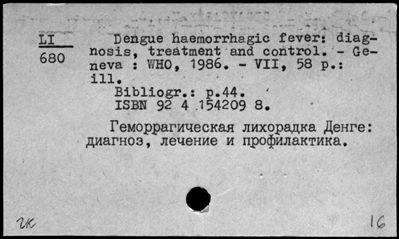 LI
680
Dengue haemorrhagic fever: diag-
nosis, treatment and control. - Ge-
neva : WHO, 1986. - VII, 58 p.:
ill.
Bibliogr.: p.44.
ISBN 92 4 154209 8.
Геморрагическая лихорадка Денге:
диагноз, лечение и профилактика.
гк
16